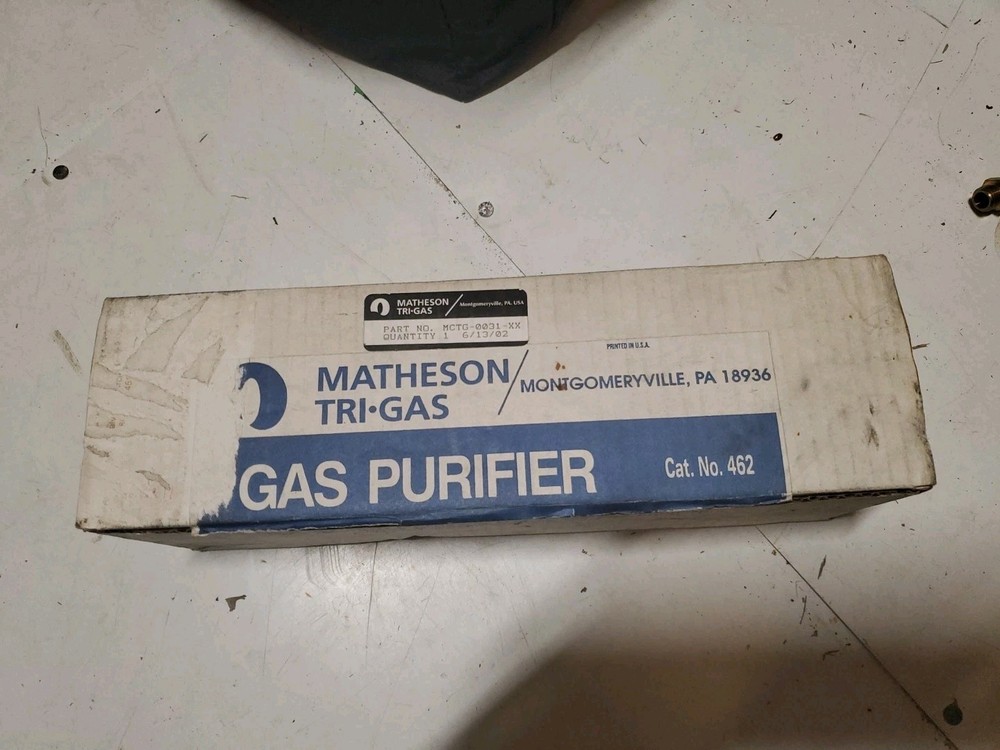 MATHESON
TRI•GAS
Montgomeryville, PA, USA
PART NO. MCTG-0031-XX
QUANTITY 1 6/13/02
PRINTED IN U.S.A.
MATHESON
TRI•GAS
MONTGOMERYVILLE, PA 18936
GAS PURIFIER
Cat. No. 462